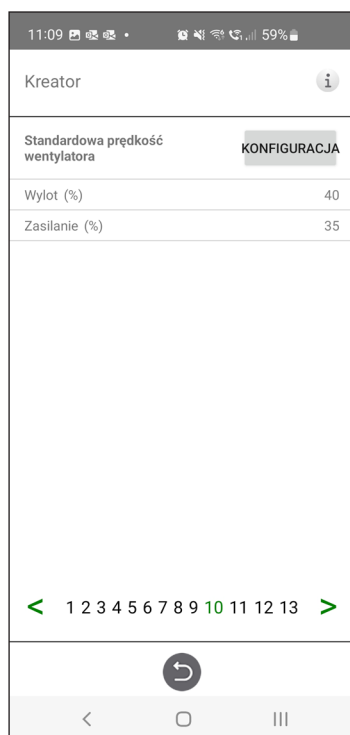 11:09
59%
Kreator
i
Standardowa prędkość
wentylatora
KONFIGURACJA
Wylot (%) 40
Zasilanie (%) 35
< 1 2 3 4 5 6 7 8 9 10 11 12 13 >